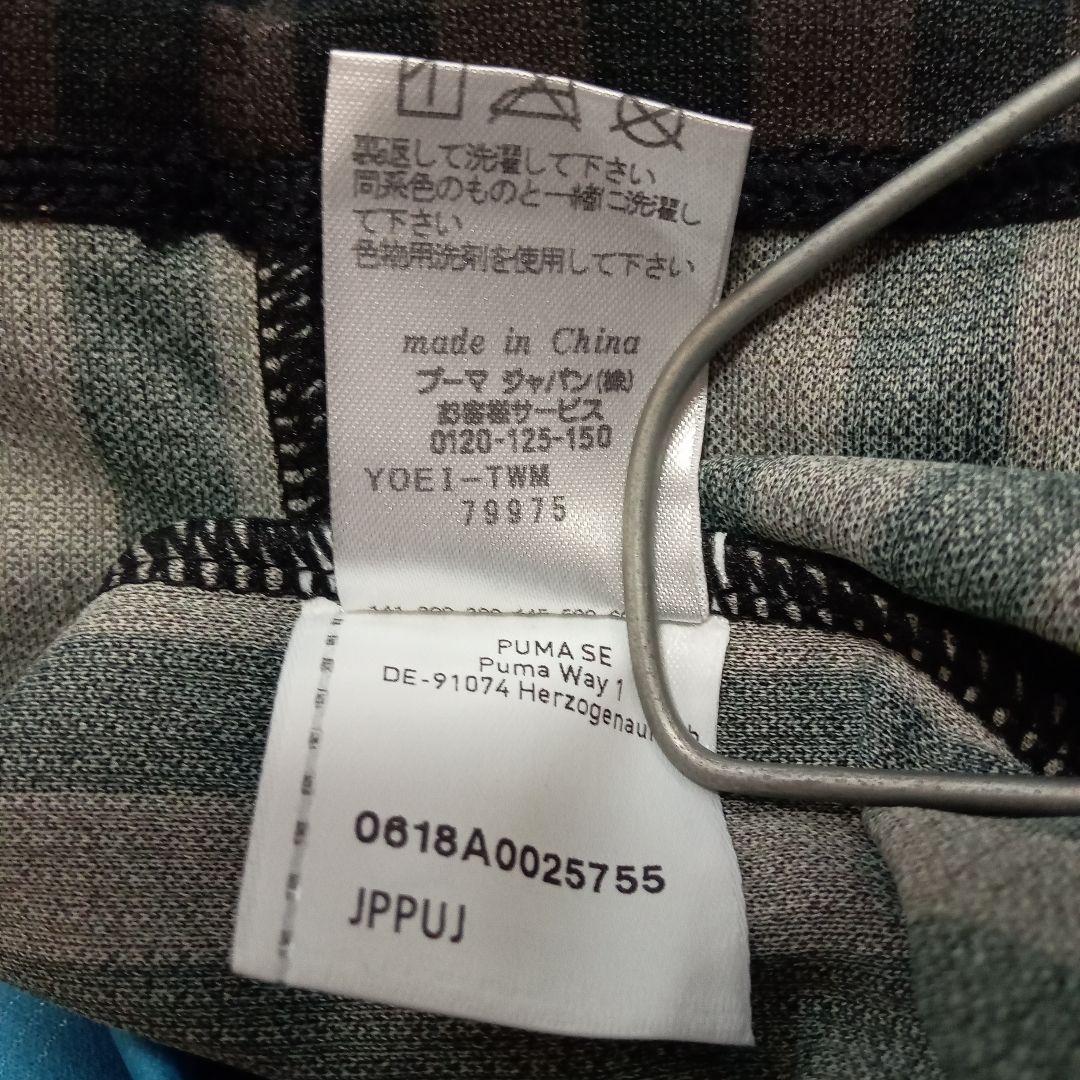 裏返して洗濯して下さい
同系色のものと一緒に洗濯し
て下さい
色物用洗剤を使用して下さい
made in China
プーマ ジャパン(株)
お客様サービス
0120-125-150
YOEI-TWM
79975
PUMA SE
Puma Way 1
DE-91074
0618A0025755
JPPUJ